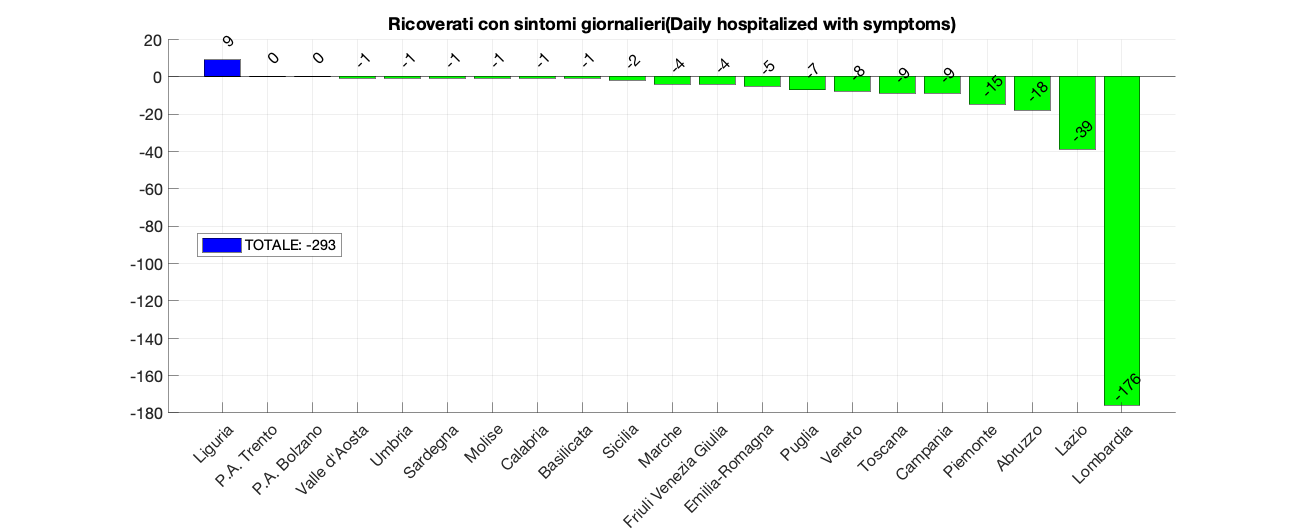 Ricoverati con sintomi giornalieri(Daily hospitalized with symptoms)
20
0
-20
-40
-60
-80
-100
-120
-140
-160
-180
9
0
0
-1
-1
-1
-1
-1
-1
-2
-4
-4
-5
-7
-8
-9
-9
-15
-18
-39
-176
TOTALE: -293
Liguria
P.A. Trento
P.A. Bolzano
Valle d'Aosta
Umbria
Sardegna
Molise
Calabria
Basilicata
Sicilia
Marche
Friuli Venezia Giulia
Emilia-Romagna
Puglia
Veneto
Toscana
Campania
Piemonte
Abruzzo
Lazio
Lombardia